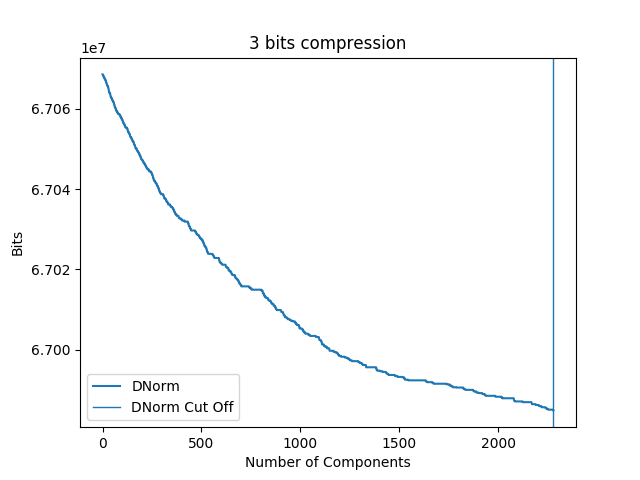 3 bits compression
1e7
6.706
6.704
6.702
6.700
Bits
DNorm
DNorm Cut Off
0 500 1000 1500 2000
Number of Components